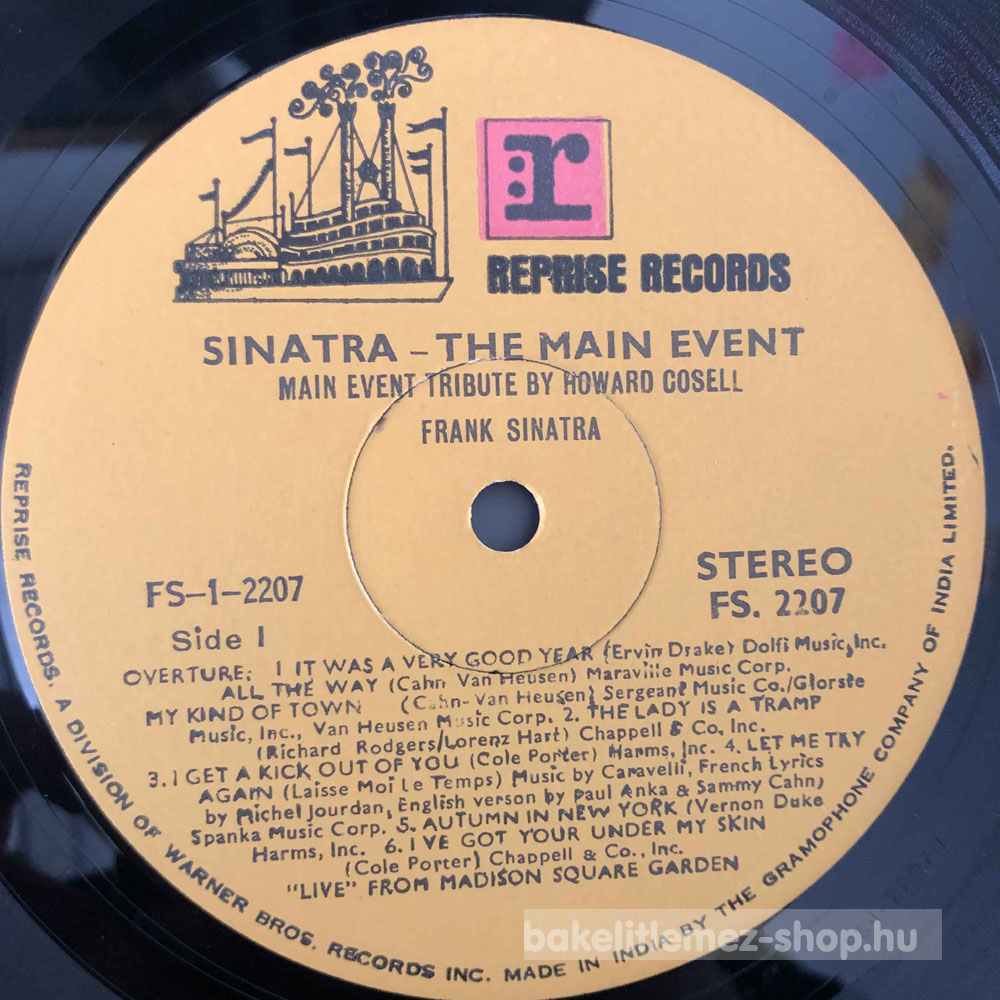 r
REPRISE RECORDS
SINATRA – THE MAIN EVENT
MAIN EVENT TRIBUTE BY HOWARD COSELL
FRANK SINATRA
FS–1–2207
Side 1
STEREO
FS. 2207
OVERTURE: 1 IT WAS A VERY GOOD YEAR (Ervin Drake) Dolfi Music, Inc.
ALL THE WAY (Cahn Van Heusen) Maraville Music Corp.
MY KIND OF TOWN (Cahn-Van Heusen) Sergeant Music Co./Glorste
Music, Inc., Van Heusen Music Corp. 2. THE LADY IS A TRAMP
(Richard Rodgers/Lorenz Hart) Chappell & Co, Inc.
3. I GET A KICK OUT OF YOU (Cole Porter) Harms, Inc. 4. LET ME TRY
AGAIN (Laisse Moi Le Temps) Music by Caravelli, French Lyrics
by Michel Jourdan, English verson by Paul Anka & Sammy Cahn)
Spanka Music Corp. 5. AUTUMN IN NEW YORK (Vernon Duke
Harms, Inc. 6. I'VE GOT YOUR UNDER MY SKIN
(Cole Porter) Chappell & Co., Inc.
"LIVE" FROM MADISON SQUARE GARDEN
REPRISE RECORDS. A DIVISION OF WARNER BROS. RECORDS INC. MADE IN INDIA BY THE GRAMOPHONE COMPANY OF INDIA LIMITED.
bakelitlemez-shop.hu